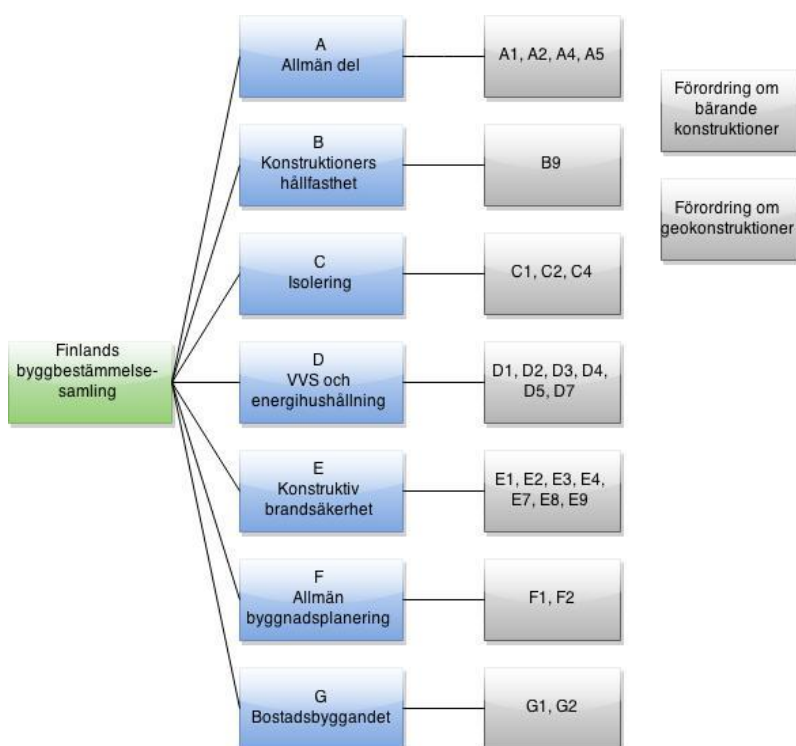 Finlands
byggbestämmelse-
samling
A
Allmän del
A1, A2, A4, A5
B
Konstruktioners
hållfasthet
B9
C
Isolering
C1, C2, C4
D
VVS och
energihushållning
D1, D2, D3, D4,
D5, D7
E
Konstruktiv
brandsäkerhet
E1, E2, E3, E4,
E7, E8, E9
F
Allmän
byggnadsplanering
F1, F2
G
Bostadsbyggandet
G1, G2
Förordring om
bärande
konstruktioner
Förordring om
geokonstruktioner